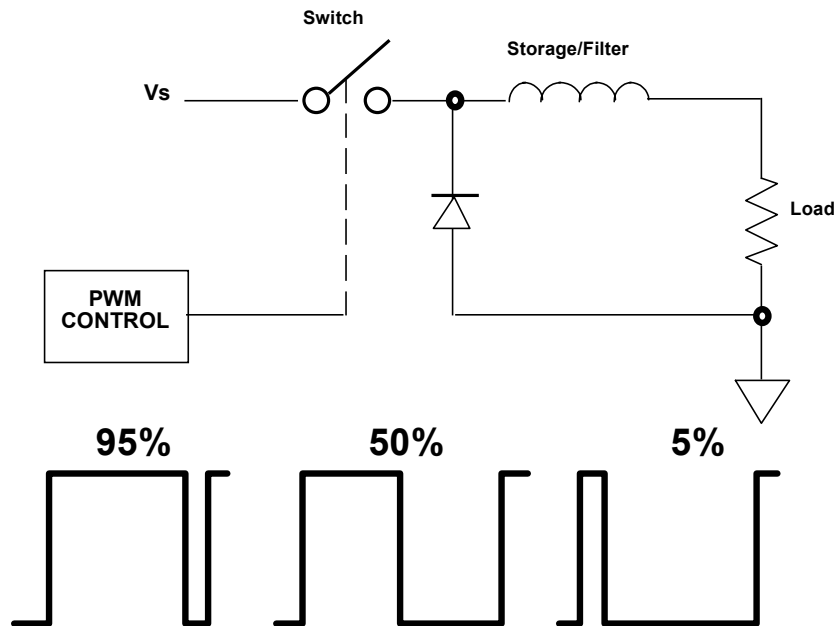 Switch
Storage/Filter
Vs
Load
PWM
CONTROL
95%
50%
5%